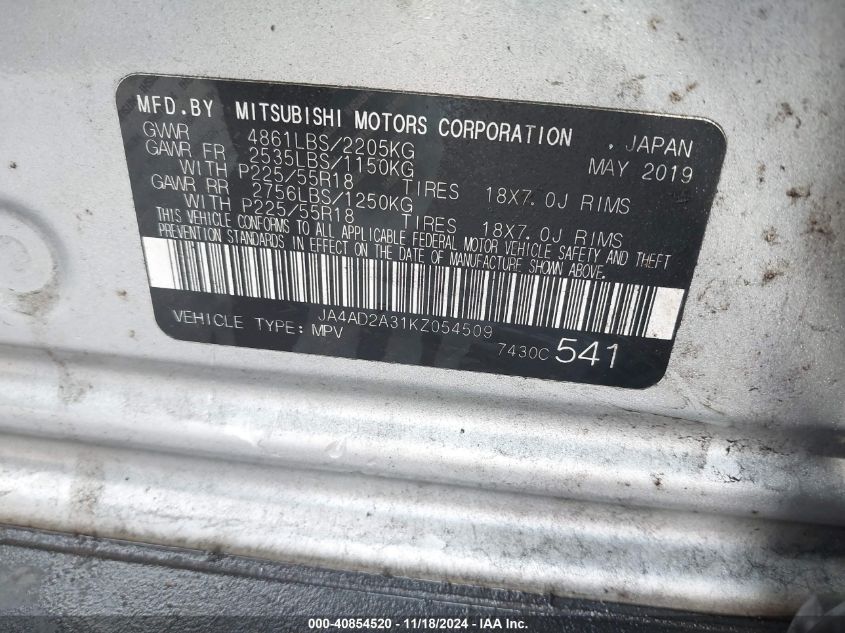 MFD.BY MITSUBISHI MOTORS CORPORATION , JAPAN
GVWR 4861LBS/2205KG MAY 2019
GAWR FR 2535LBS/1150KG
WITH P225/55R18 TIRES 18X7.0J RIMS
GAWR RR 2756LBS/1250KG
WITH P225/55R18 TIRES 18X7.0J RIMS
THIS VEHICLE CONFORMS TO ALL APPLICABLE FEDERAL MOTOR VEHICLE SAFETY AND THEFT
PREVENTION STANDARDS IN EFFECT ON THE DATE OF MANUFACTURE SHOWN ABOVE.
JA4AD2A31KZ054509
VEHICLE TYPE: MPV 7430C 541
000-40854520 - 11/18/2024 - IAA Inc.